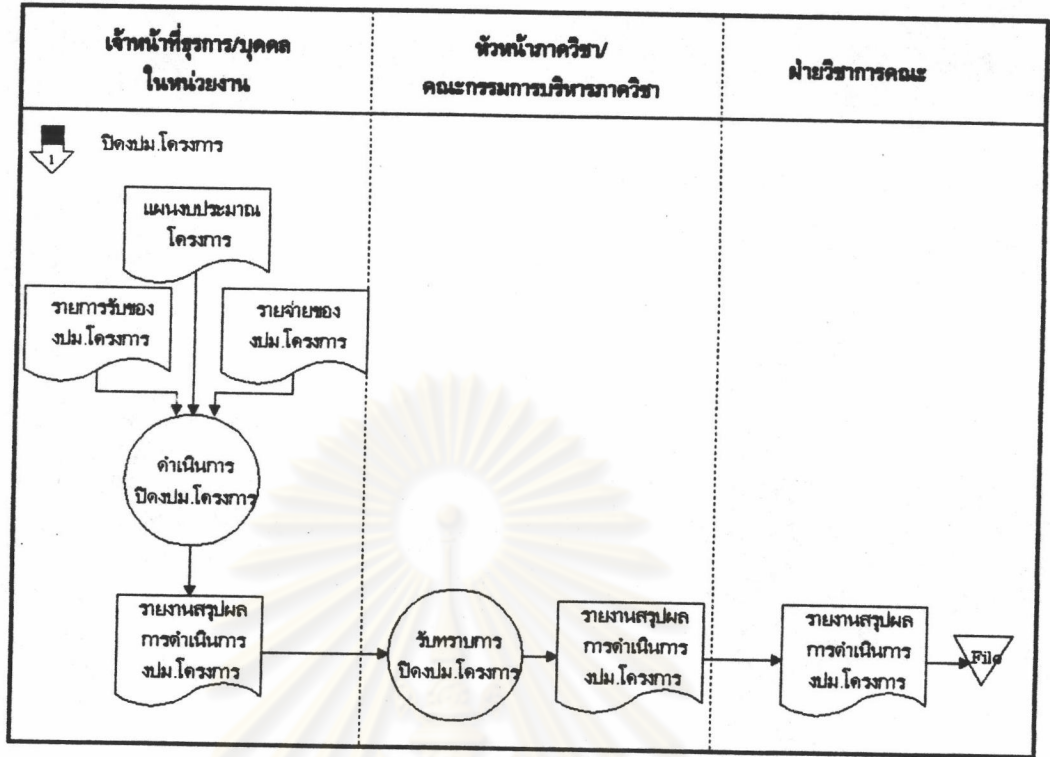 เจ้าหน้าที่ธุรการ/บุคคล
ในหน่วยงาน
หัวหน้าภาควิชา/
คณะกรรมการบริหารภาควิชา
ฝ่ายวิชาการคณะ
1
ปิดงปม.โครงการ
แผนงบประมาณ
โครงการ
รายการรับของ
งปม.โครงการ
รายจ่ายของ
งปม.โครงการ
ดำเนินการ
ปิดงปม.โครงการ
รายงานสรุปผล
การดำเนินการ
งปม.โครงการ
รับทราบการ
ปิดงปม.โครงการ
รายงานสรุปผล
การดำเนินการ
งปม.โครงการ
รายงานสรุปผล
การดำเนินการ
งปม.โครงการ
File